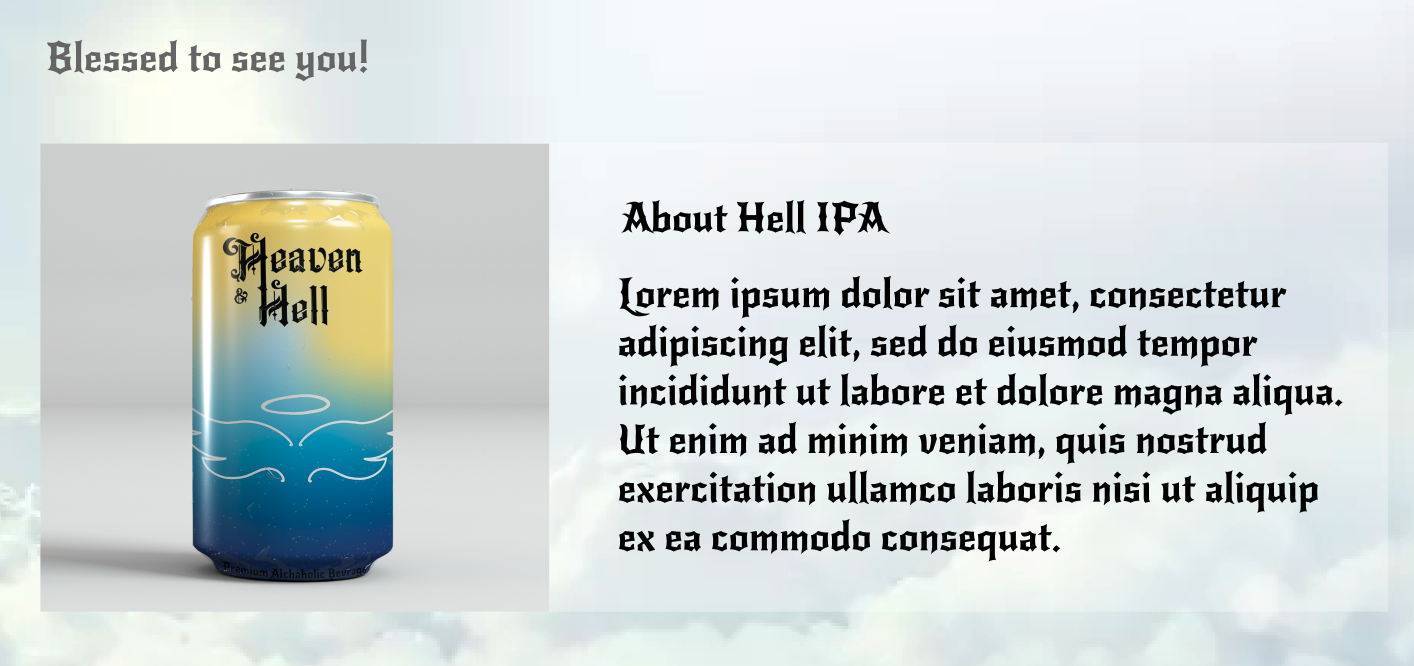 Blessed to see you!
Heaven
& Hell
Premium Alchaholic Bevrage
About Hell IPA
Lorem ipsum dolor sit amet, consectetur
adipiscing elit, sed do eiusmod tempor
incididunt ut labore et dolore magna aliqua.
Ut enim ad minim veniam, quis nostrud
exercitation ullamco laboris nisi ut aliquip
ex ea commodo consequat.